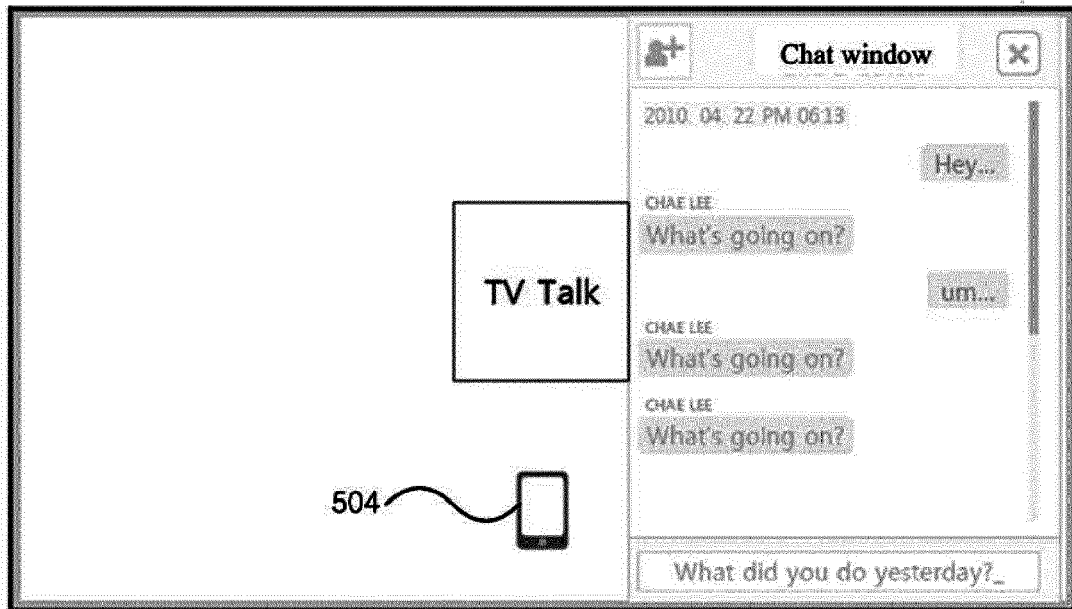 Chat window
2010. 04. 22 PM 06:13
Hey...
CHAE LEE
What's going on?
TV Talk
um...
CHAE LEE
What's going on?
CHAE LEE
What's going on?
504
What did you do yesterday?_